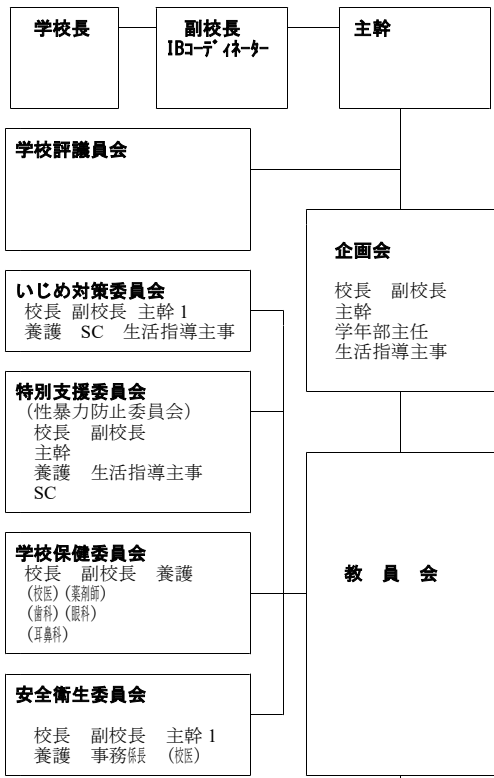 学校長
副校長
IBｺｰﾃﾞｨﾈｰﾀｰ
主幹
学校評議員会
企画会
校長　副校長
主幹
学年部主任
生活指導主事
いじめ対策委員会
校長 副校長 主幹 1
養護　SC　生活指導主事
特別支援委員会
（性暴力防止委員会）
校長　副校長
主幹
養護　生活指導主事
SC
学校保健委員会
校長　副校長　養護
（校医）（薬剤師）
（歯科）（眼科）
（耳鼻科）
教　員　会
安全衛生委員会
校長　副校長　主幹 1
養護　事務係長　（校医）